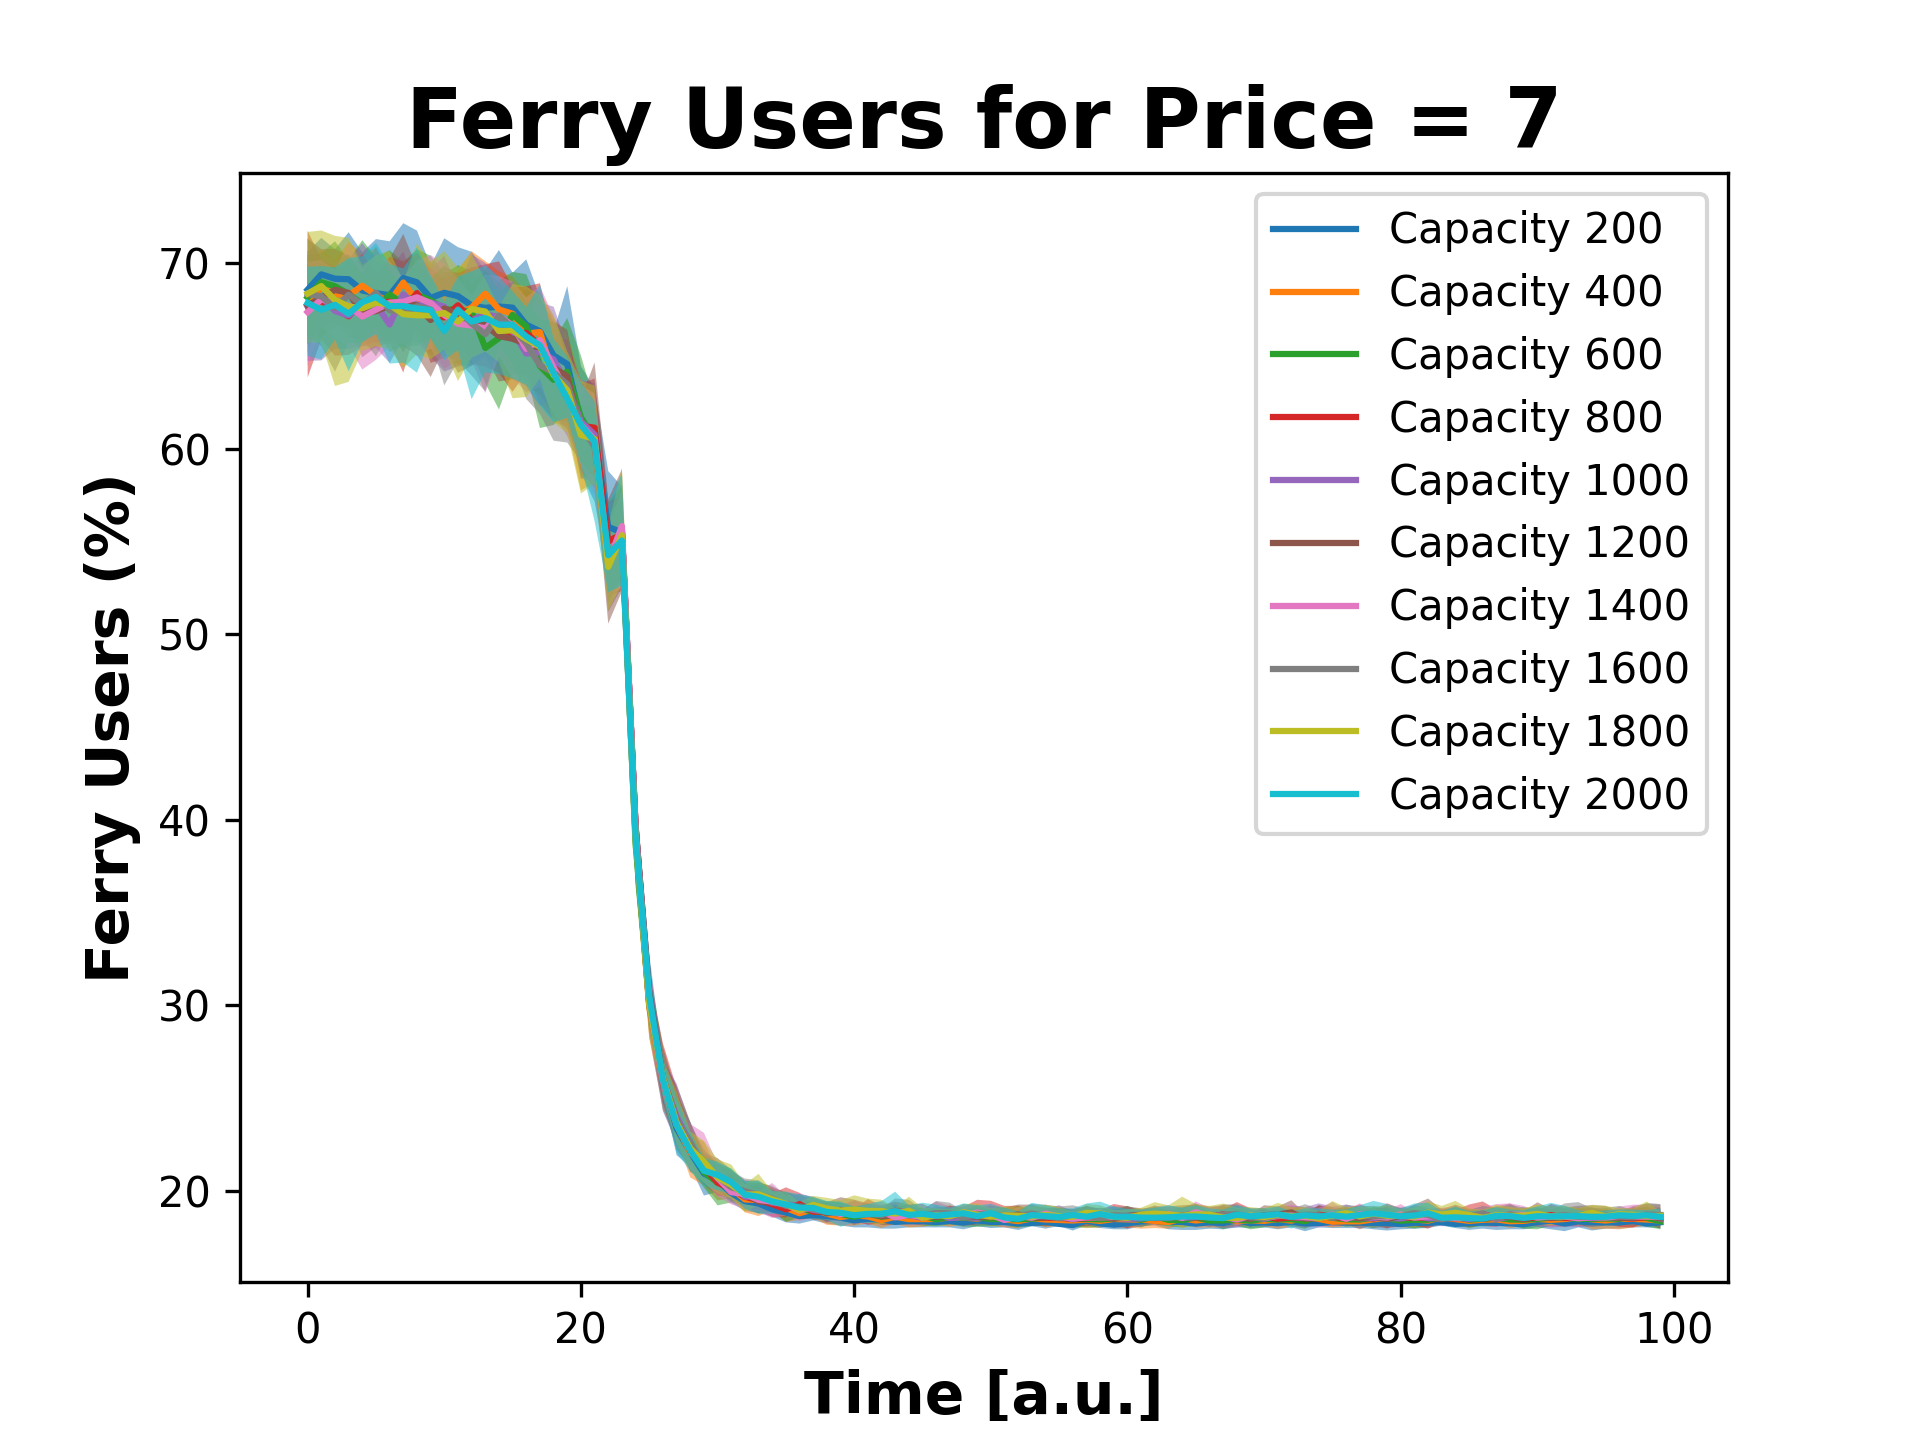 Ferry Users for Price = 7
Ferry Users (%)
70
60
50
40
30
20
0 20 40 60 80 100
Time [a.u.]
Capacity 200
Capacity 400
Capacity 600
Capacity 800
Capacity 1000
Capacity 1200
Capacity 1400
Capacity 1600
Capacity 1800
Capacity 2000